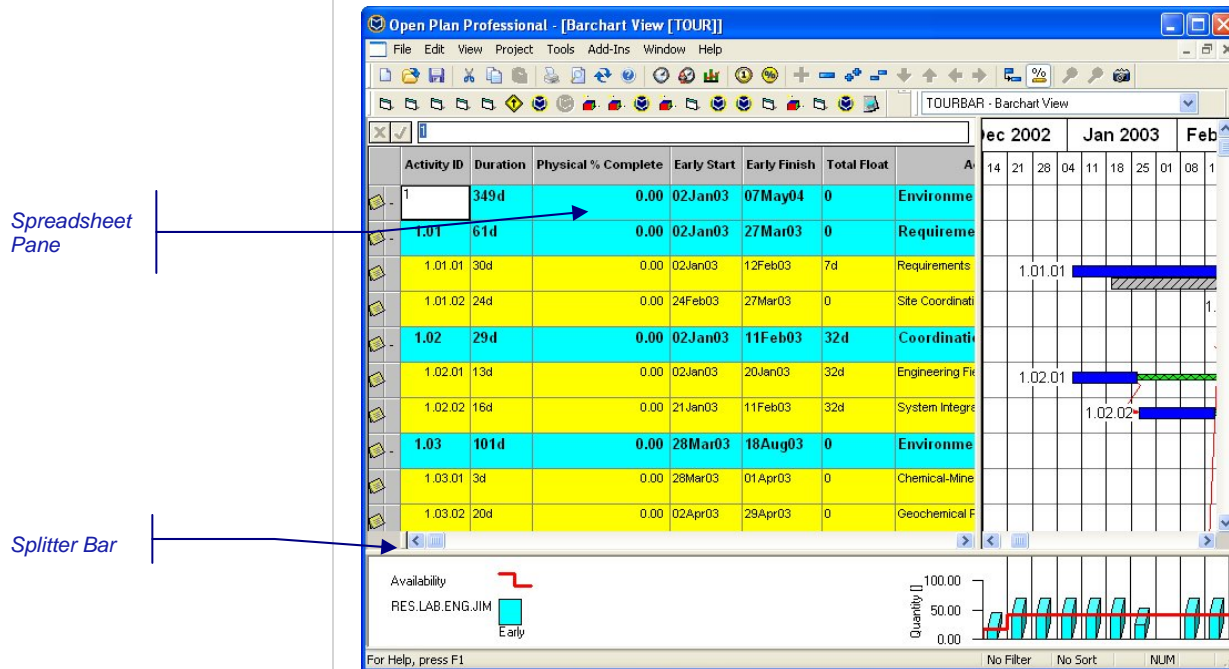 Open Plan Professional - [Barchart View [TOUR]]
File Edit View Project Tools Add-Ins Window Help
TOURBAR - Barchart View
1
Dec 2002 Jan 2003 Feb
Activity ID Duration Physical % Complete Early Start Early Finish Total Float A
14 21 28 04 11 18 25 01 08 1
1 349d 0.00 02Jan03 07May04 0 Environme
Spreadsheet
Pane
1.01 61d 0.00 02Jan03 27Mar03 0 Requireme
1.01.01 30d 0.00 02Jan03 12Feb03 7d Requirements 1.01.01
1.01.02 24d 0.00 24Feb03 27Mar03 0 Site Coordinati 1.
1.02 29d 0.00 02Jan03 11Feb03 32d Coordinati
1.02.01 13d 0.00 02Jan03 20Jan03 32d Engineering Fie 1.02.01
1.02.02 16d 0.00 21Jan03 11Feb03 32d System Integra 1.02.02
1.03 101d 0.00 28Mar03 18Aug03 0 Environme
1.03.01 3d 0.00 28Mar03 01Apr03 0 Chemical-Mine
1.03.02 20d 0.00 02Apr03 29Apr03 0 Geochemical F
Splitter Bar
Availability
RES.LAB.ENG.JIM
Early
Quantity []
100.00
50.00
0.00
For Help, press F1 No Filter No Sort NUM